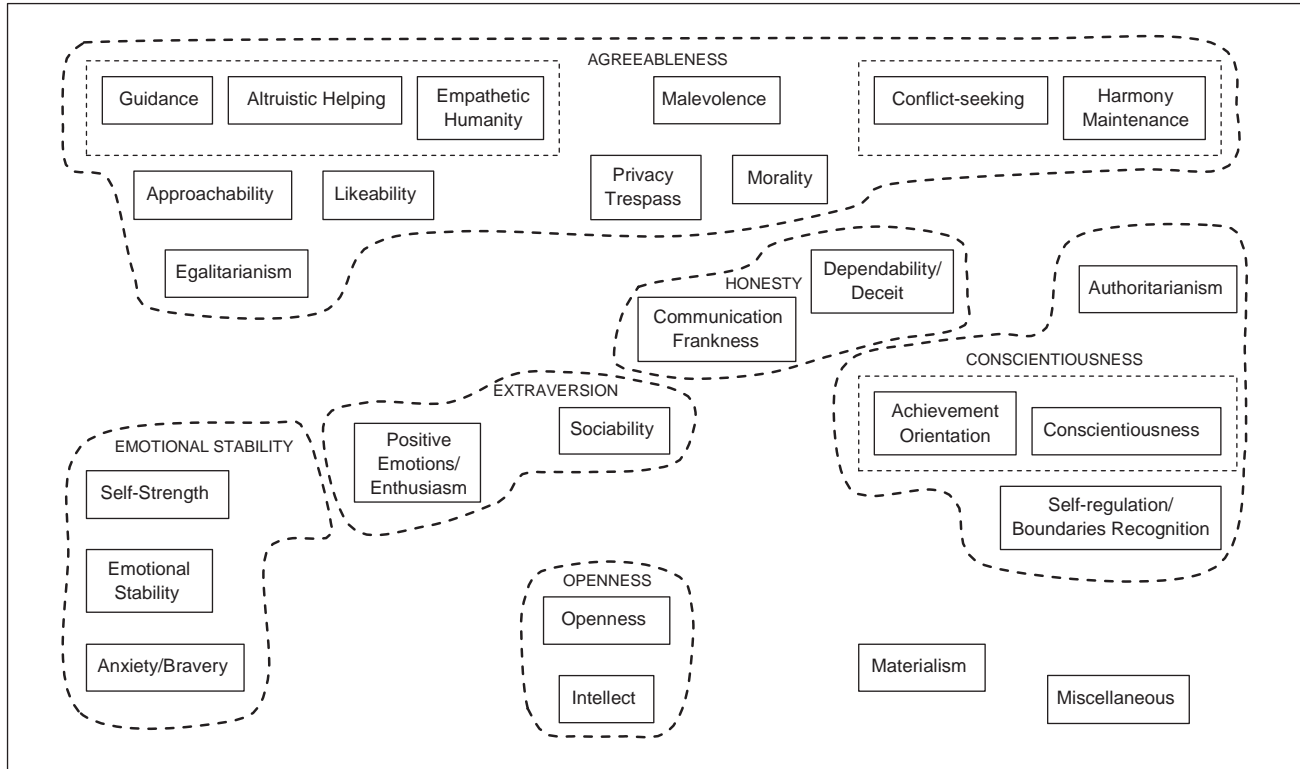 AGREEABLENESS
Guidance
Altruistic Helping
Empathetic
Humanity
Malevolence
Conflict-seeking
Harmony
Maintenance
Approachability
Likeability
Privacy
Trespass
Morality
Egalitarianism
HONESTY
Dependability/
Deceit
Communication
Frankness
Authoritarianism
CONSCIENTIOUSNESS
Achievement
Orientation
Conscientiousness
Self-regulation/
Boundaries Recognition
EXTRAVERSION
Positive
Emotions/
Enthusiasm
Sociability
EMOTIONAL STABILITY
Self-Strength
Emotional
Stability
Anxiety/Bravery
OPENNESS
Openness
Intellect
Materialism
Miscellaneous